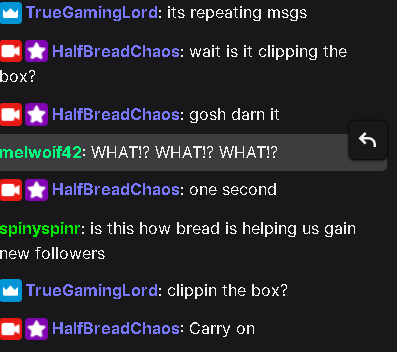 TrueGamingLord: its repeating msgs
HalfBreadChaos: wait is it clipping the
box?
HalfBreadChaos: gosh darn it
melwoif42: WHAT!? WHAT!? WHAT!?
HalfBreadChaos: one second
spinyspinr: is this how bread is helping us gain
new followers
TrueGamingLord: clippin the box?
HalfBreadChaos: Carry on